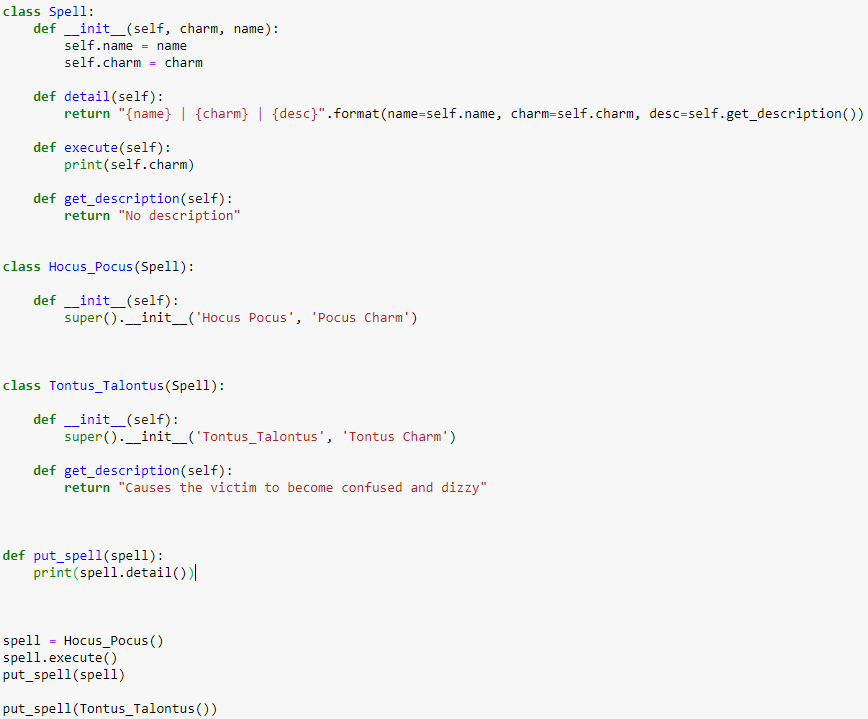 class Spell:
    def __init__(self, charm, name):
        self.name = name
        self.charm = charm

    def detail(self):
        return "{name} | {charm} | {desc}".format(name=self.name, charm=self.charm, desc=self.get_description())

    def execute(self):
        print(self.charm)

    def get_description(self):
        return "No description"


class Hocus_Pocus(Spell):

    def __init__(self):
        super().__init__('Hocus Pocus', 'Pocus Charm')



class Tontus_Talontus(Spell):

    def __init__(self):
        super().__init__('Tontus_Talontus', 'Tontus Charm')

    def get_description(self):
        return "Causes the victim to become confused and dizzy"



def put_spell(spell):
    print(spell.detail())



spell = Hocus_Pocus()
spell.execute()
put_spell(spell)

put_spell(Tontus_Talontus())